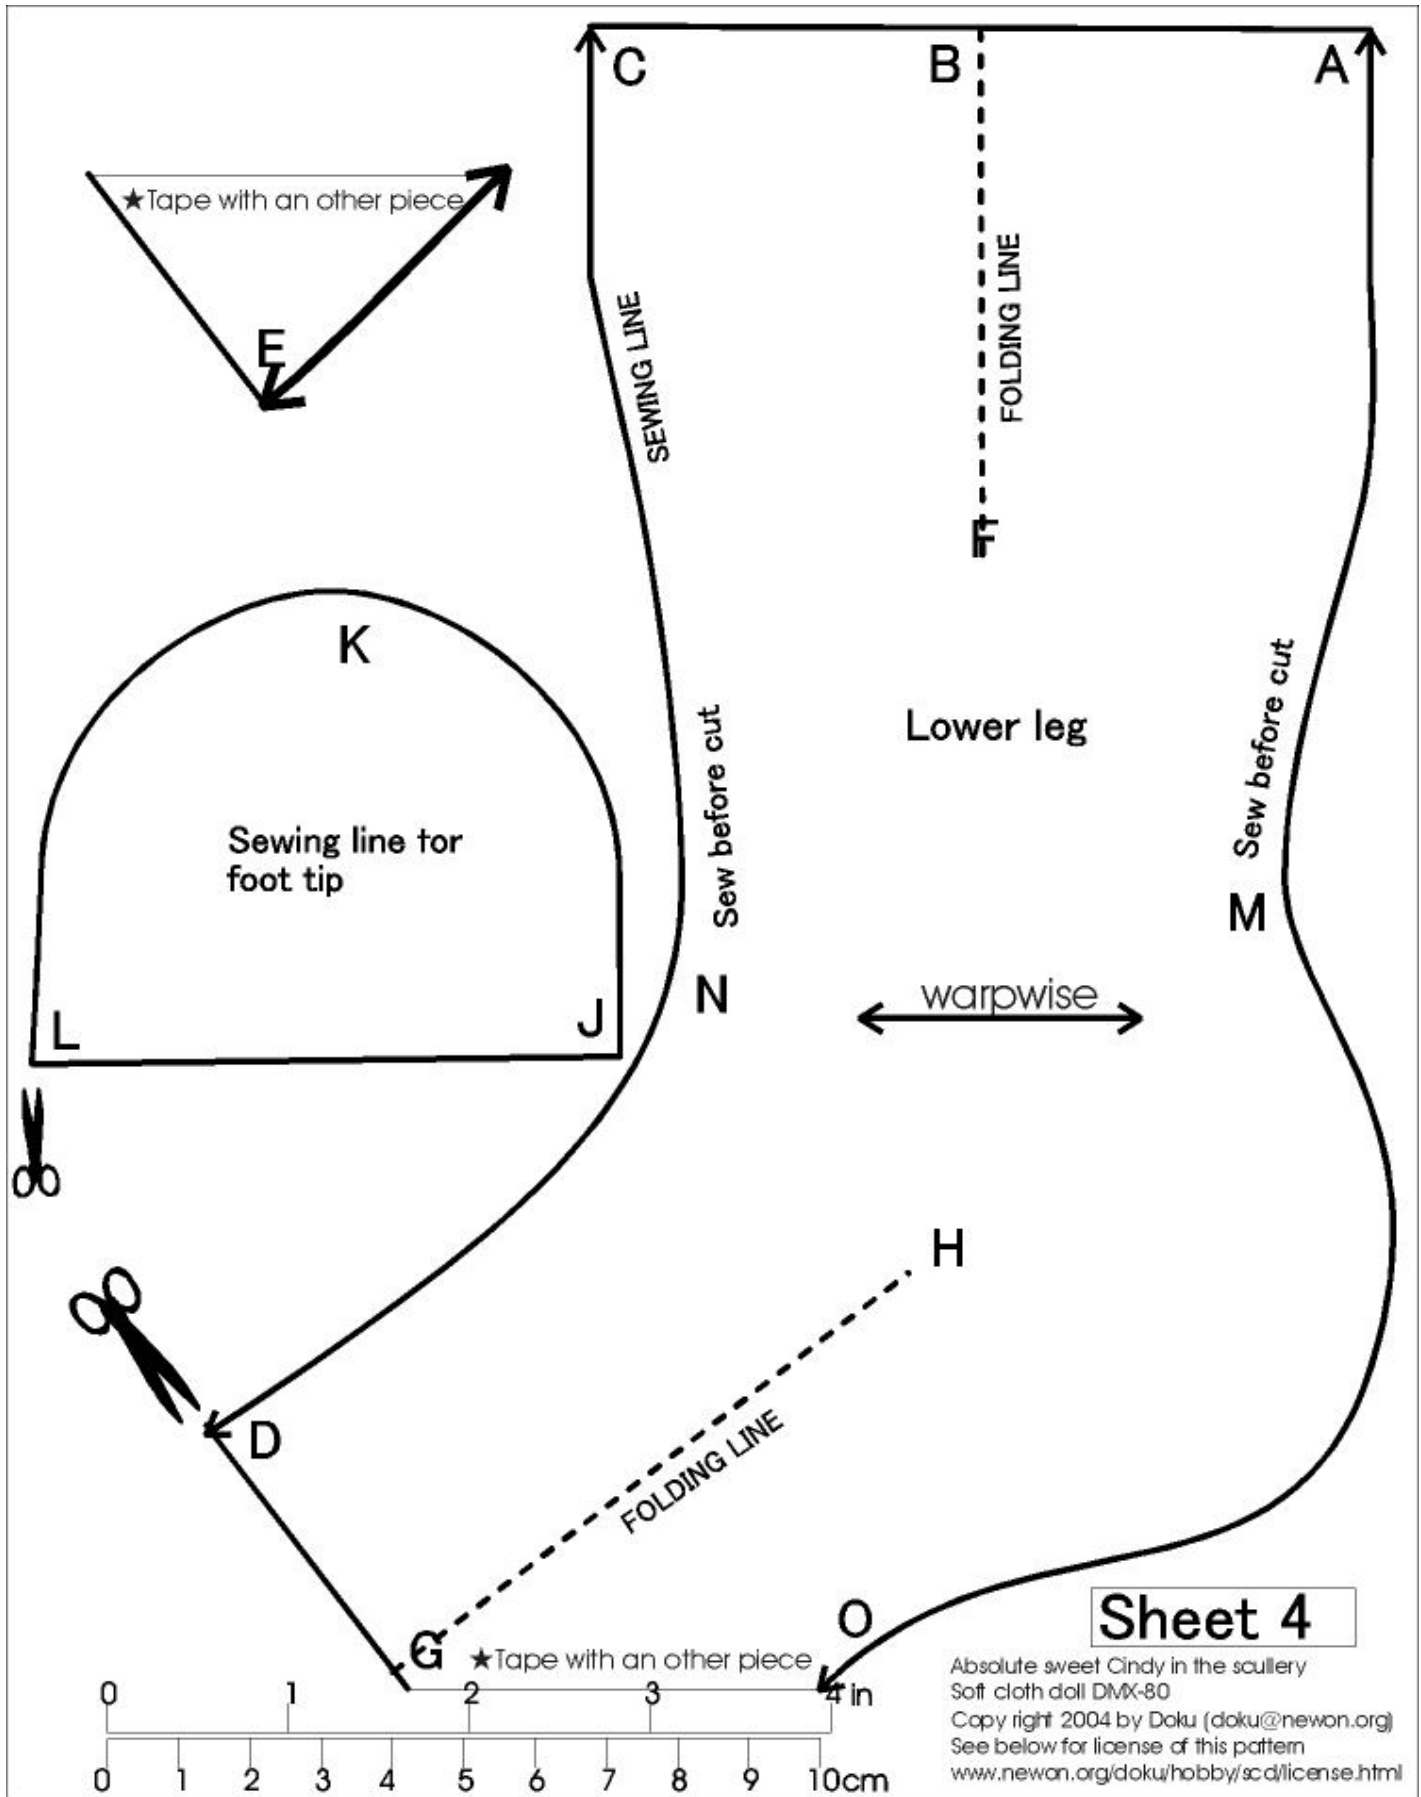 C
B
A
★Tape with an other piece
E
SEWING LINE
FOLDING LINE
F
K
Lower leg
Sew before cut
Sew before cut
Sewing line for
foot tip
M
N
warpwise
L
J
H
D
FOLDING LINE
O
Sheet 4
G
★Tape with an other piece
Absolute sweet Cindy in the scullery
Soft cloth doll DMX-80
Copy right 2004 by Doku (doku@newon.org)
See below for license of this pattern
www.newon.org/doku/hobby/scd/license.html
0 1 2 3 4 in
0 1 2 3 4 5 6 7 8 9 10cm